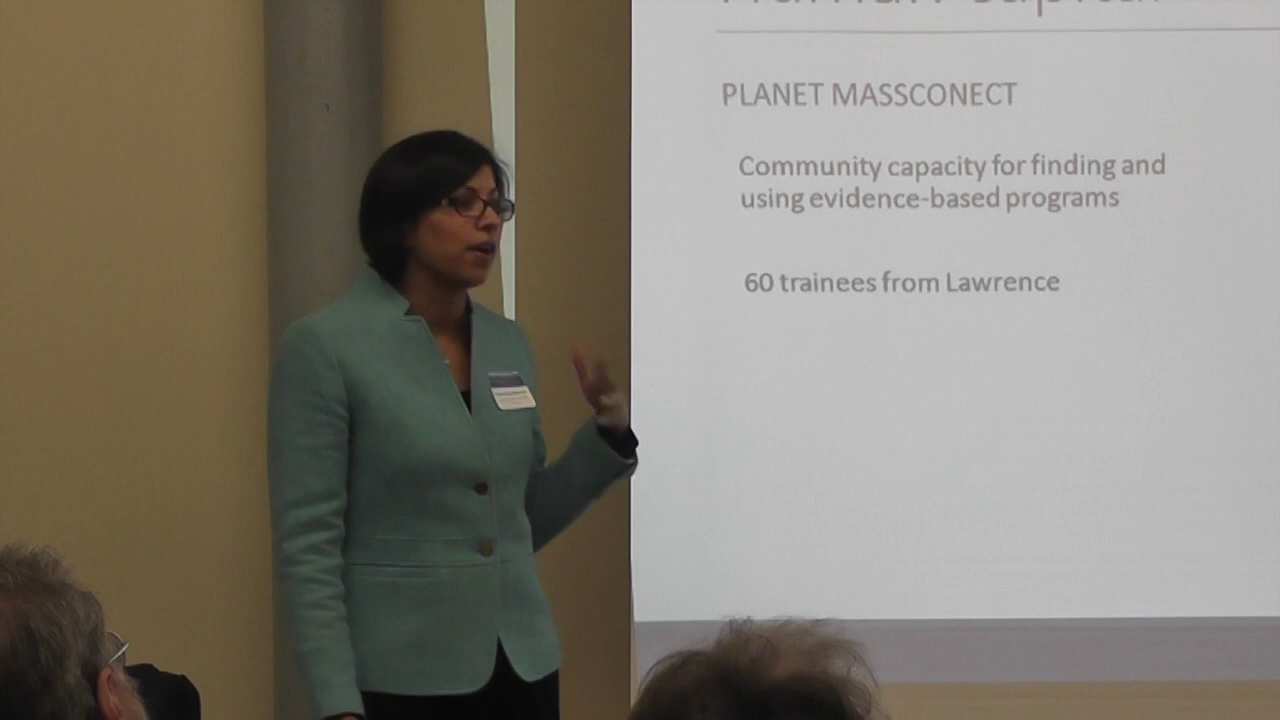 PLANET MASSCONECT
Community capacity for finding and
using evidence-based programs
60 trainees from Lawrence